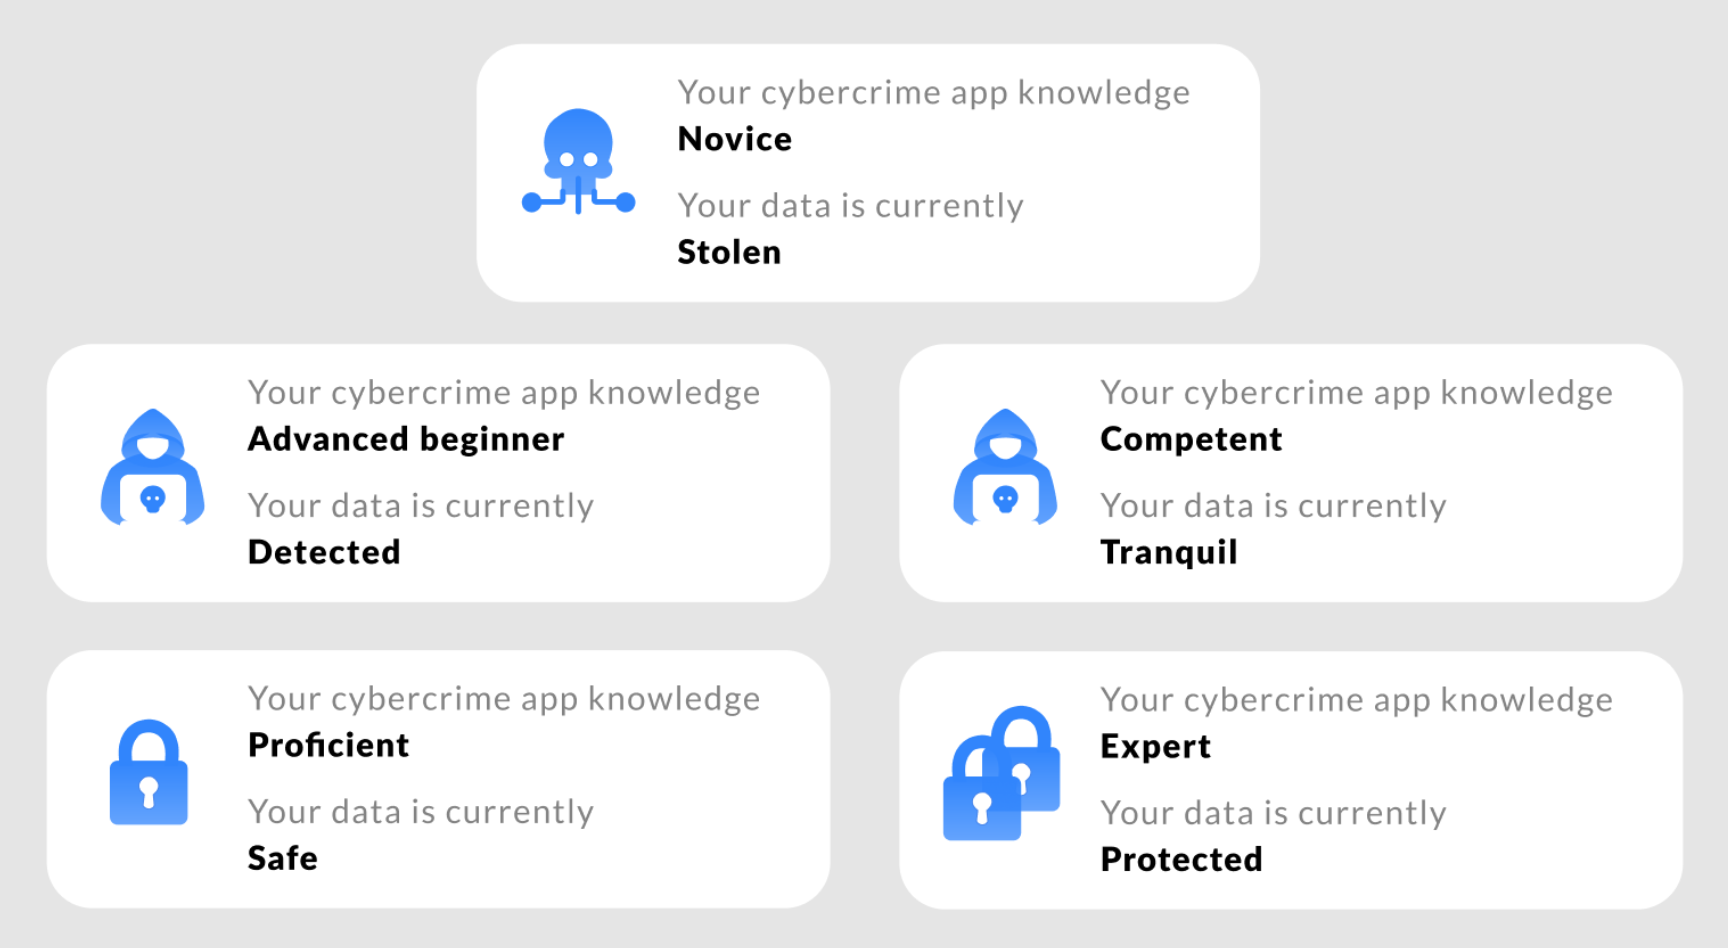 Your cybercrime app knowledge
Novice
Your data is currently
Stolen
Your cybercrime app knowledge
Advanced beginner
Your data is currently
Detected
Your cybercrime app knowledge
Competent
Your data is currently
Tranquil
Your cybercrime app knowledge
Proficient
Your data is currently
Safe
Your cybercrime app knowledge
Expert
Your data is currently
Protected